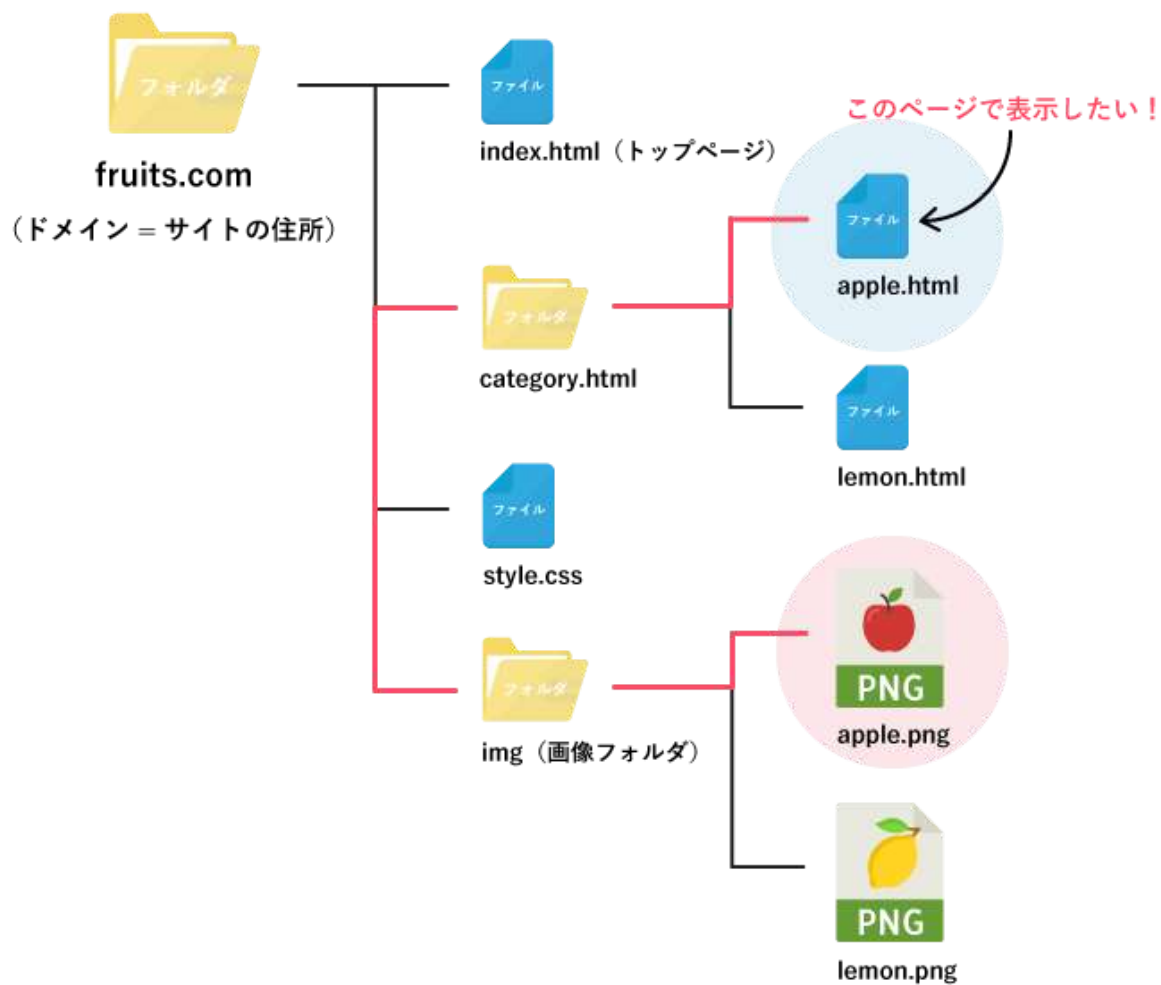 フォルダ
fruits.com
（ドメイン = サイトの住所）
ファイル
index.html（トップページ）
このページで表示したい！
ファイル
apple.html
フォルダ
category.html
ファイル
lemon.html
ファイル
style.css
フォルダ
img（画像フォルダ）
PNG
apple.png
PNG
lemon.png